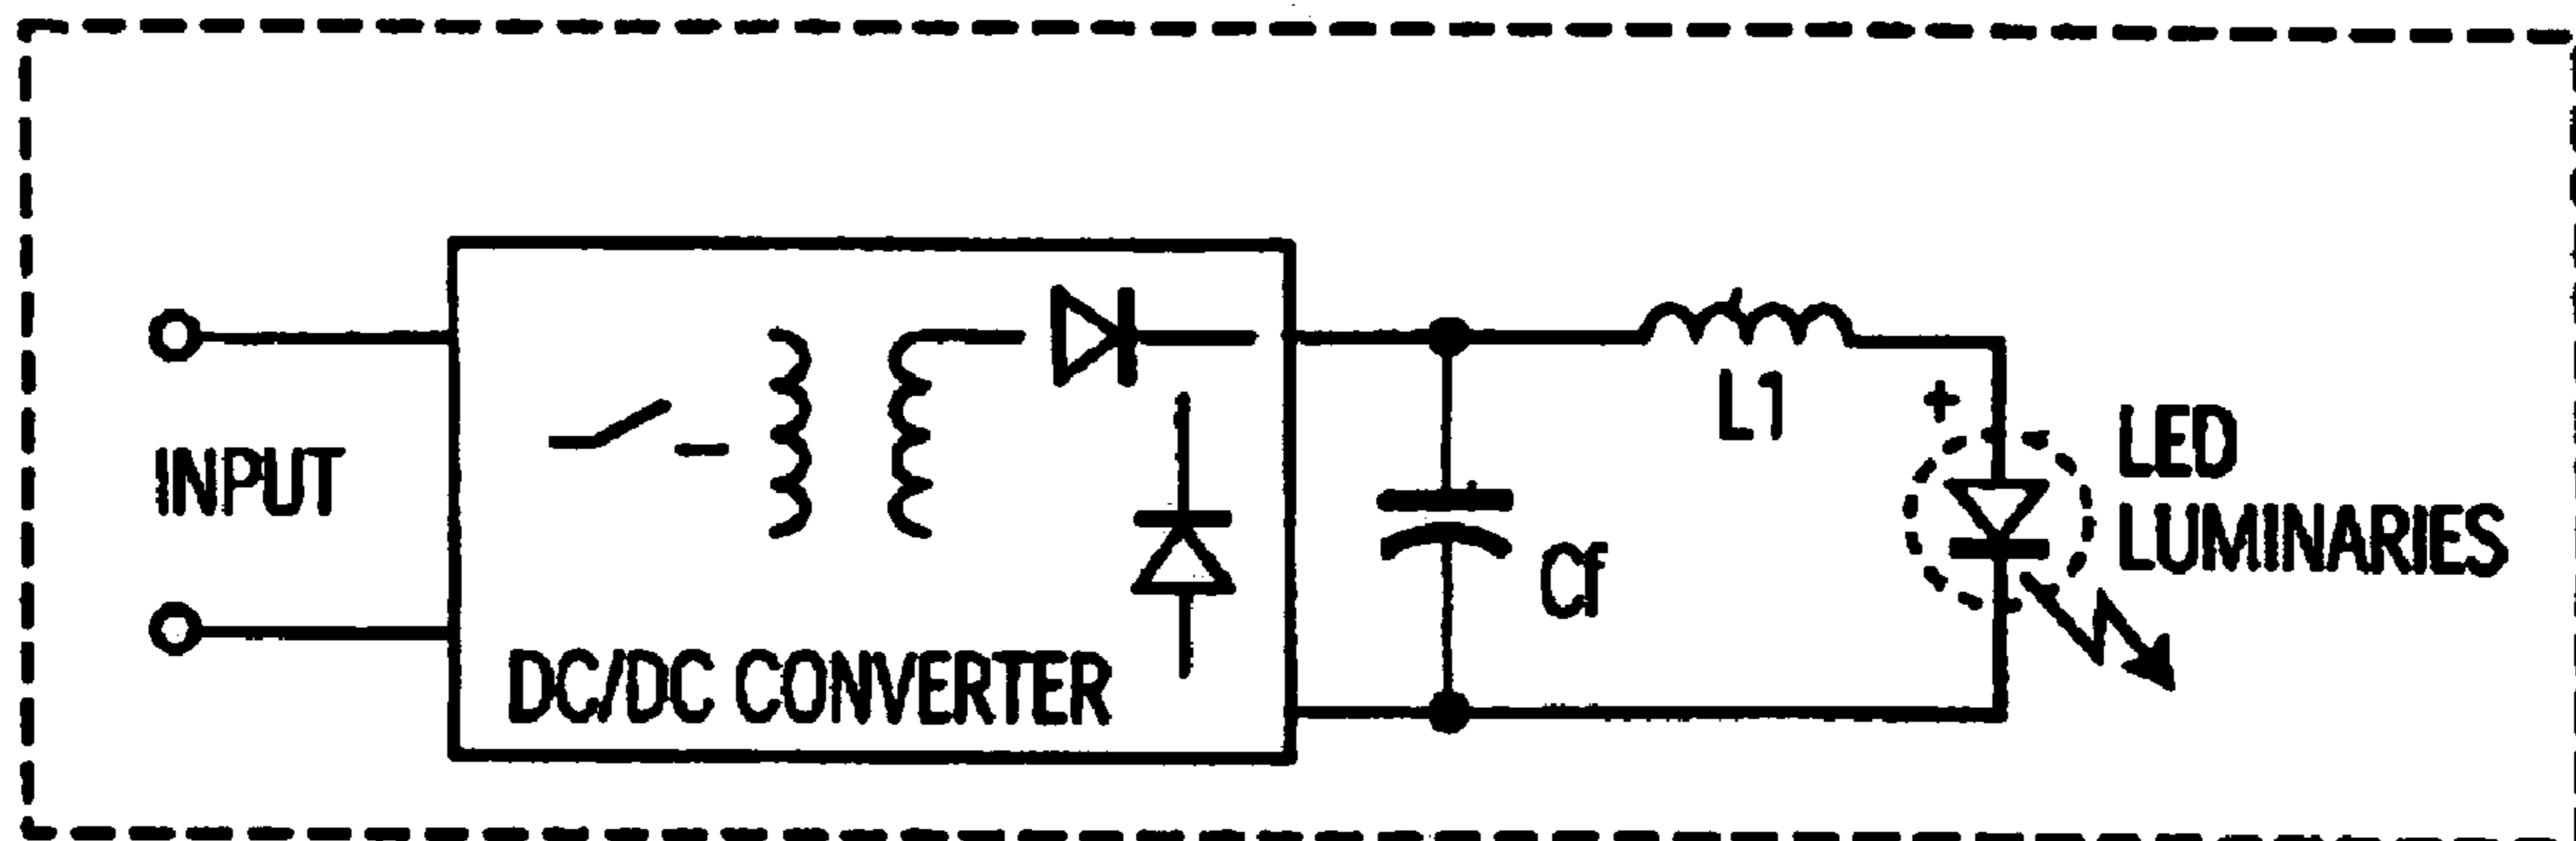 INPUT
DC/DC CONVERTER
Cf
L1
+
LED
LUMINARIES